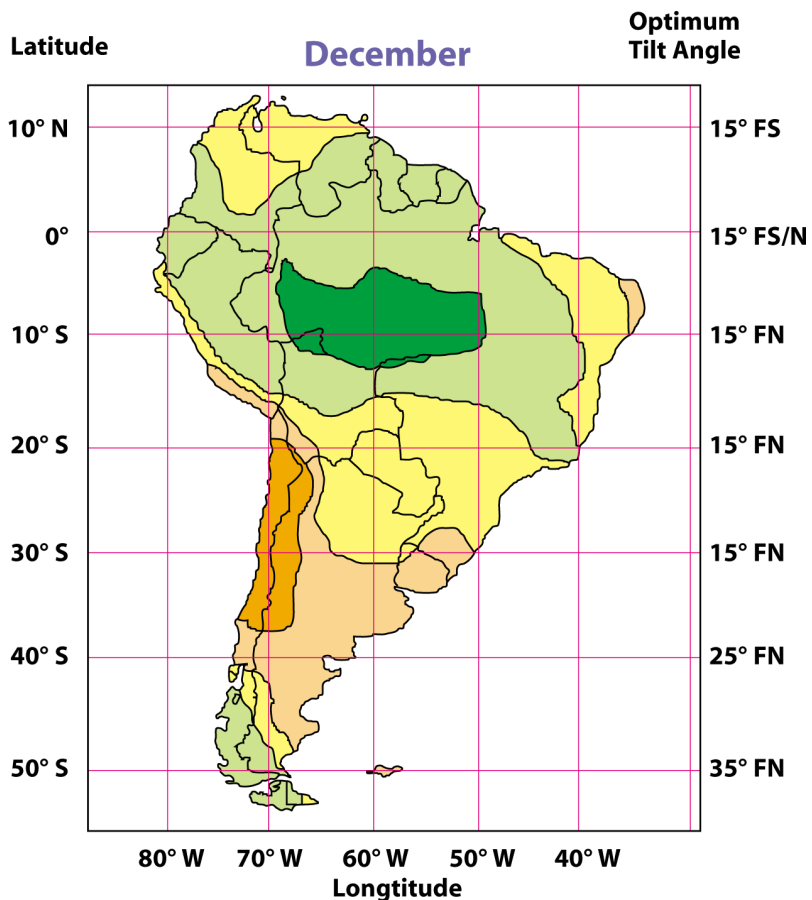 Latitude
December
Optimum
Tilt Angle
10° N
15° FS
0°
15° FS/N
10° S
15° FN
20° S
15° FN
30° S
15° FN
40° S
25° FN
50° S
35° FN
80° W
70° W
60° W
50° W
40° W
Longtitude